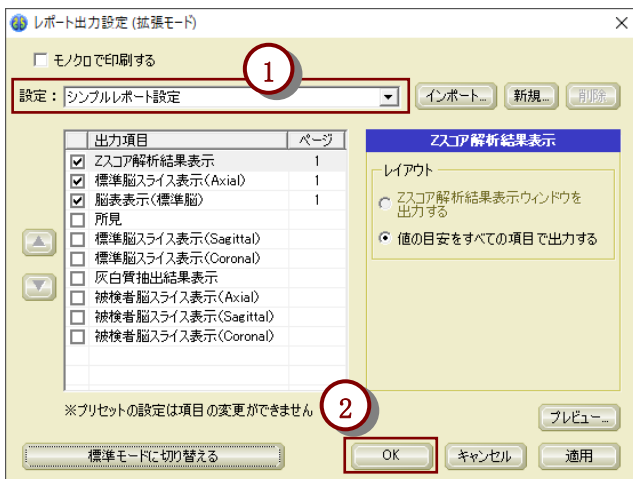 レポート出力設定 (拡張モード)
モノクロで印刷する
1
設定： シンプルレポート設定 インポート... 新規... 削除
出力項目 ページ
Zスコア解析結果表示 1
標準脳スライス表示(Axial) 1
脳表表示(標準脳) 1
所見
標準脳スライス表示(Sagittal)
標準脳スライス表示(Coronal)
灰白質抽出結果表示
被検者脳スライス表示(Axial)
被検者脳スライス表示(Sagittal)
被検者脳スライス表示(Coronal)
Zスコア解析結果表示
レイアウト
Zスコア解析結果表示ウィンドウを
出力する
値の目安をすべての項目で出力する
※プリセットの設定は項目の変更ができません
2
プレビュー...
標準モードに切り替える OK キャンセル 適用